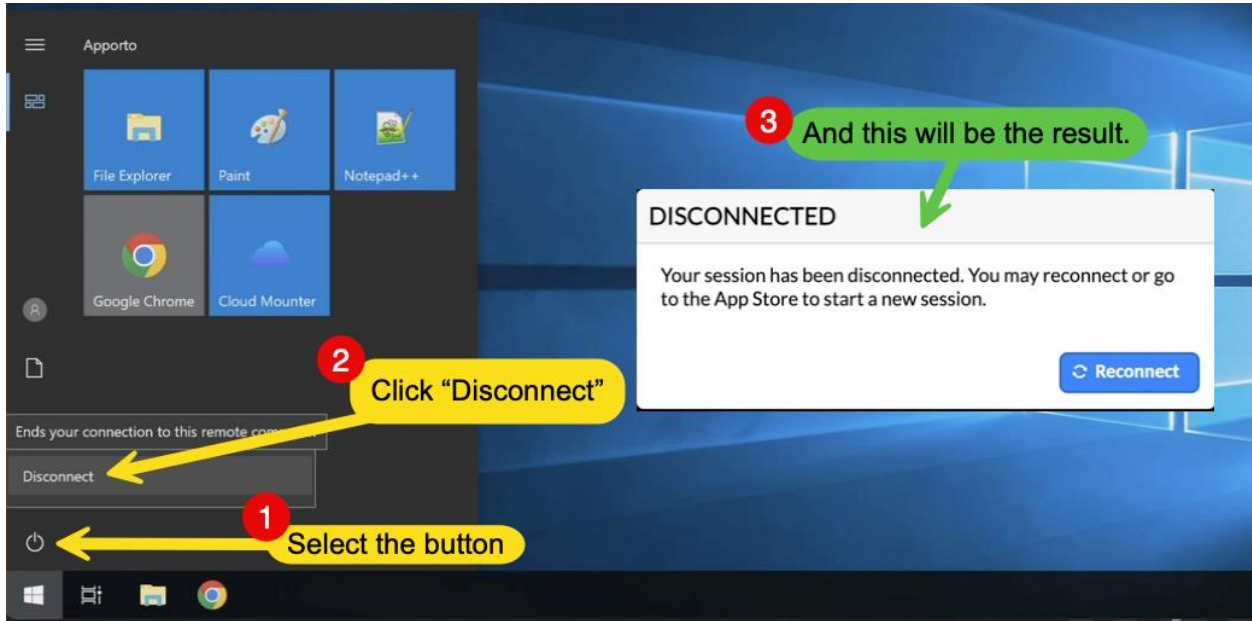 Apporto
File Explorer
Paint
Notepad++
Google Chrome
Cloud Mounter
3
And this will be the result.
DISCONNECTED
Your session has been disconnected. You may reconnect or go
to the App Store to start a new session.
Reconnect
2
Click “Disconnect”
Ends your connection to this remote
Disconnect
1
Select the button